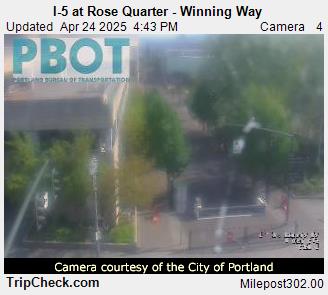 I-5 at Rose Quarter - Winning Way
Updated Apr 24 2025 4:43 PM Camera 4
PBOT
PORTLAND BUREAU OF TRANSPORTATION
Camera courtesy of the City of Portland
TripCheck.com Milepost302.00